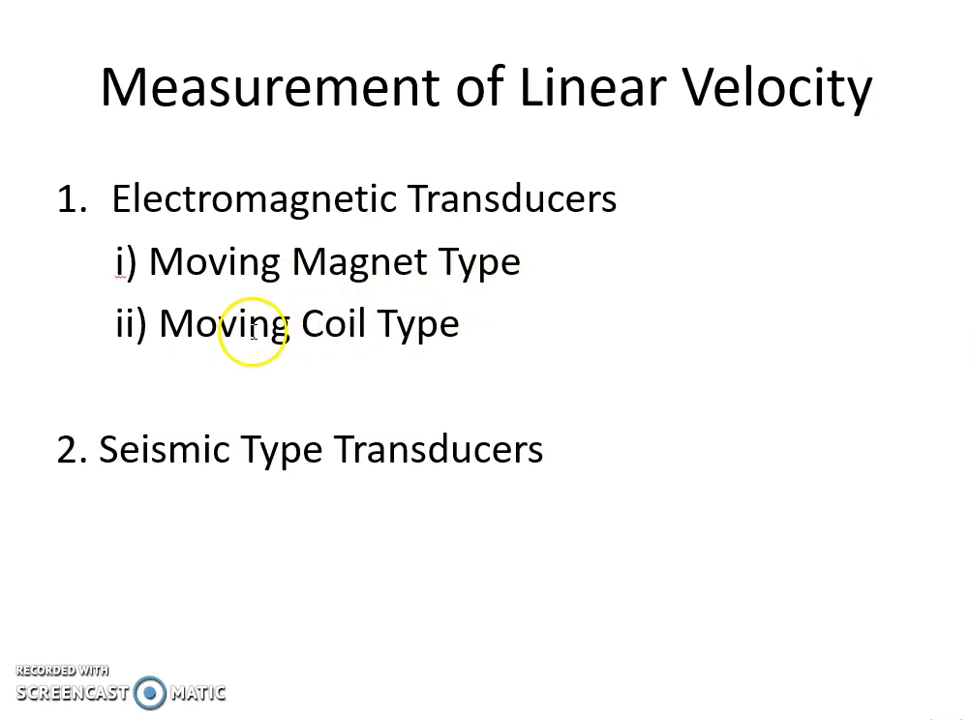 Measurement of Linear Velocity
1. Electromagnetic Transducers
i) Moving Magnet Type
ii) Moving Coil Type
2. Seismic Type Transducers
RECORDED WITH
SCREENCAST MATIC